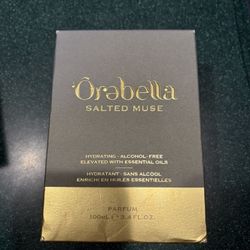 Orəbella
SALTED MUSE
HYDRATING · ALCOHOL-FREE
ELEVATED WITH ESSENTIAL OILS
HYDRATANT · SANS ALCOOL
ENRICHI EN HUILES ESSENTIELLES
PARFUM
100mL ℮ 3.4 FL.OZ.